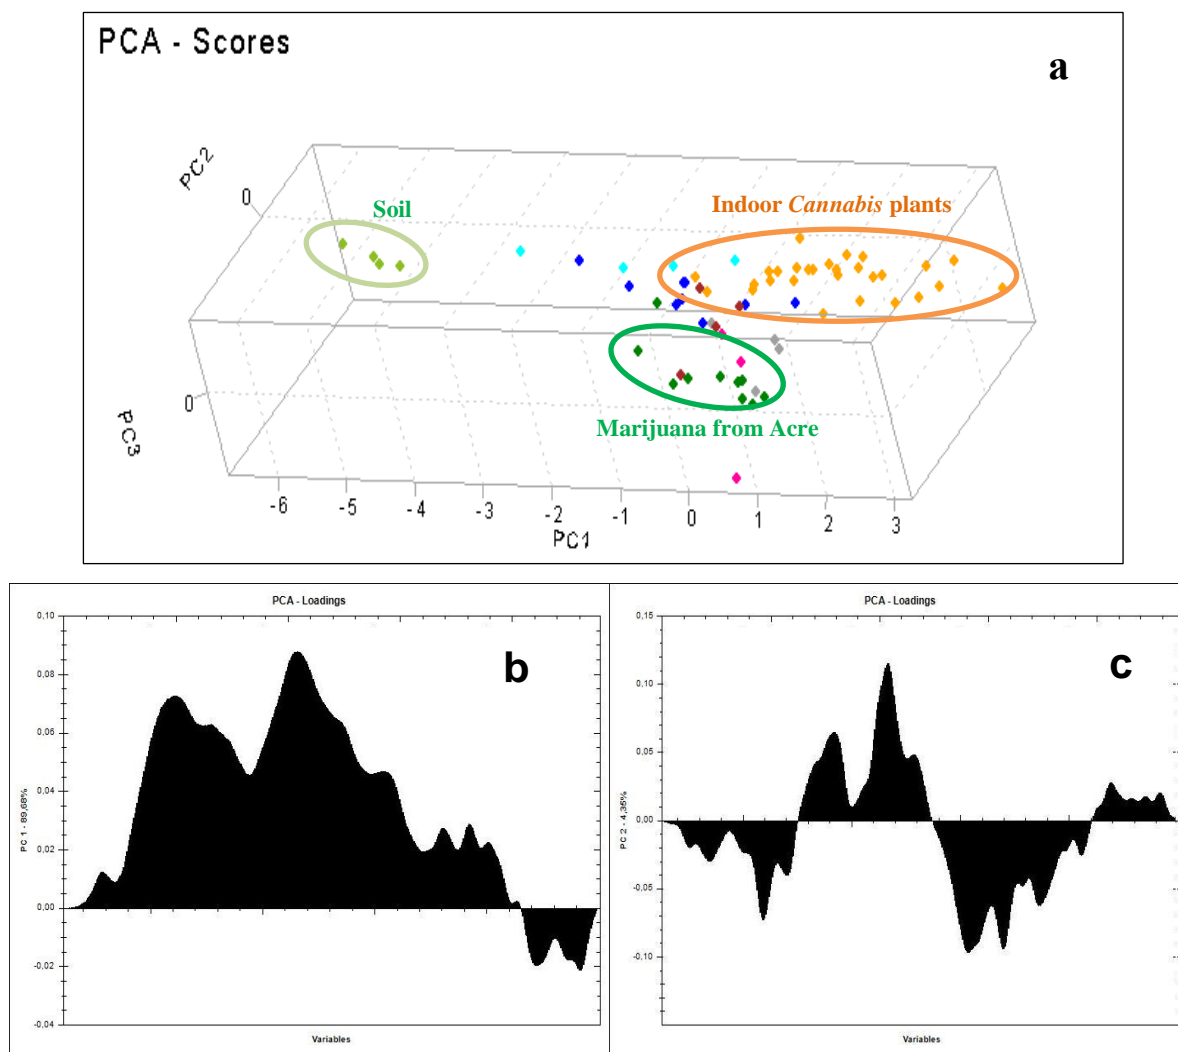 PCA - Scores
a
PC2
0
Soil
Indoor Cannabis plants
0
PC3
Marijuana from Acre
-6 -5 -4 -3 -2 -1 0 1 2 3
PC1
PCA - Loadings
0,10
0,08
0,06
0,04
0,02
0,00
-0,02
-0,04
PC 1 - 89,68%
b
Variables
PCA - Loadings
0,15
0,10
0,05
0,00
-0,05
-0,10
PC 2 - 4,35%
c
Variables